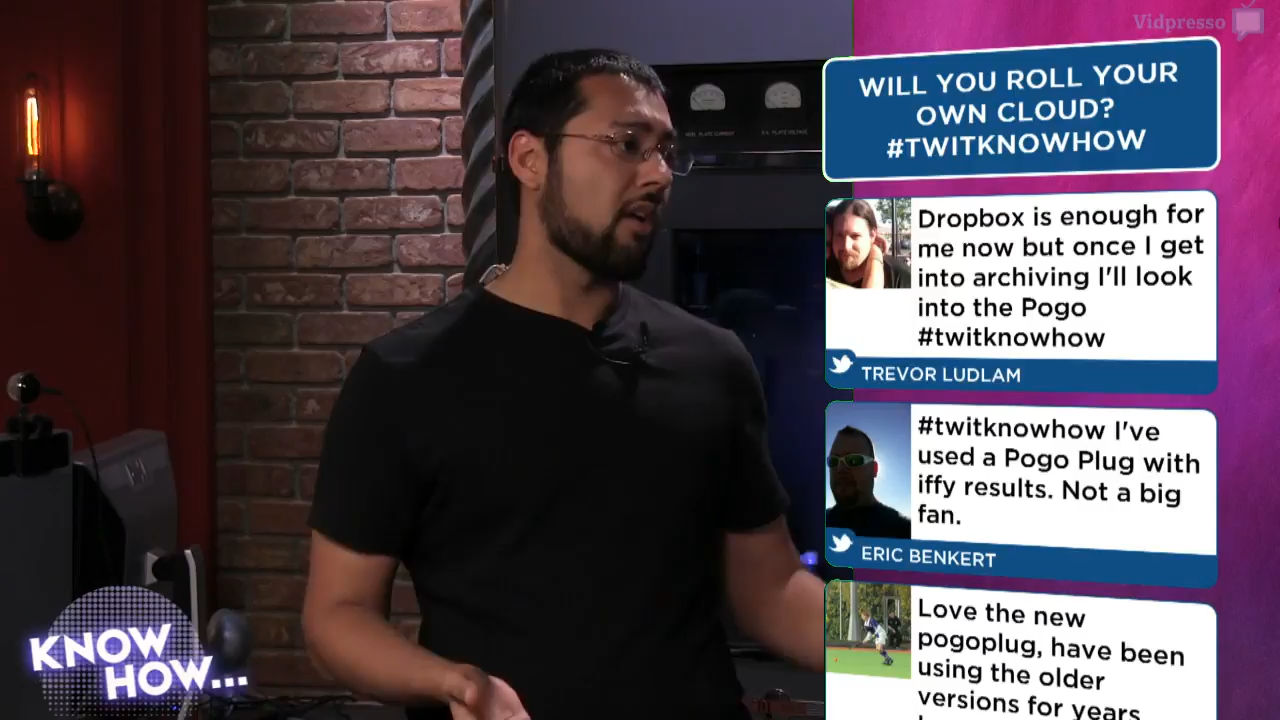 Vidpresso
WILL YOU ROLL YOUR
OWN CLOUD?
#TWITKNOWHOW
Dropbox is enough for
me now but once I get
into archiving I'll look
into the Pogo
#twitknowhow
TREVOR LUDLAM
#twitknowhow I've
used a Pogo Plug with
iffy results. Not a big
fan.
ERIC BENKERT
Love the new
pogoplug, have been
using the older
versions for years
KNOW
HOW...